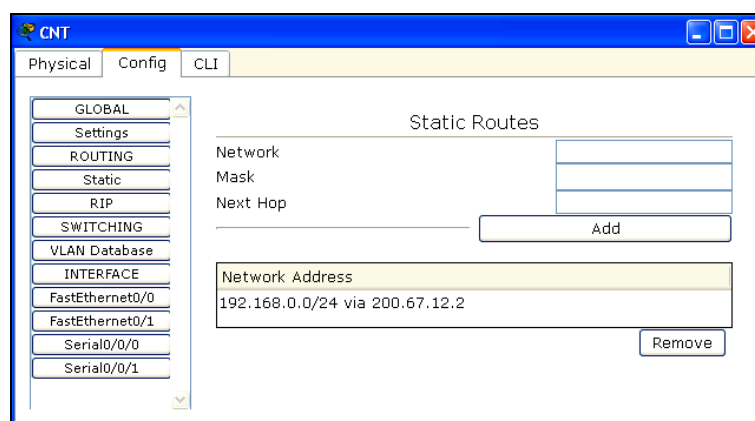 CNT
Physical Config CLI
GLOBAL
Settings
ROUTING
Static
RIP
SWITCHING
VLAN Database
INTERFACE
FastEthernet0/0
FastEthernet0/1
Serial0/0/0
Serial0/0/1
Static Routes
Network
Mask
Next Hop
Add
Network Address
192.168.0.0/24 via 200.67.12.2
Remove